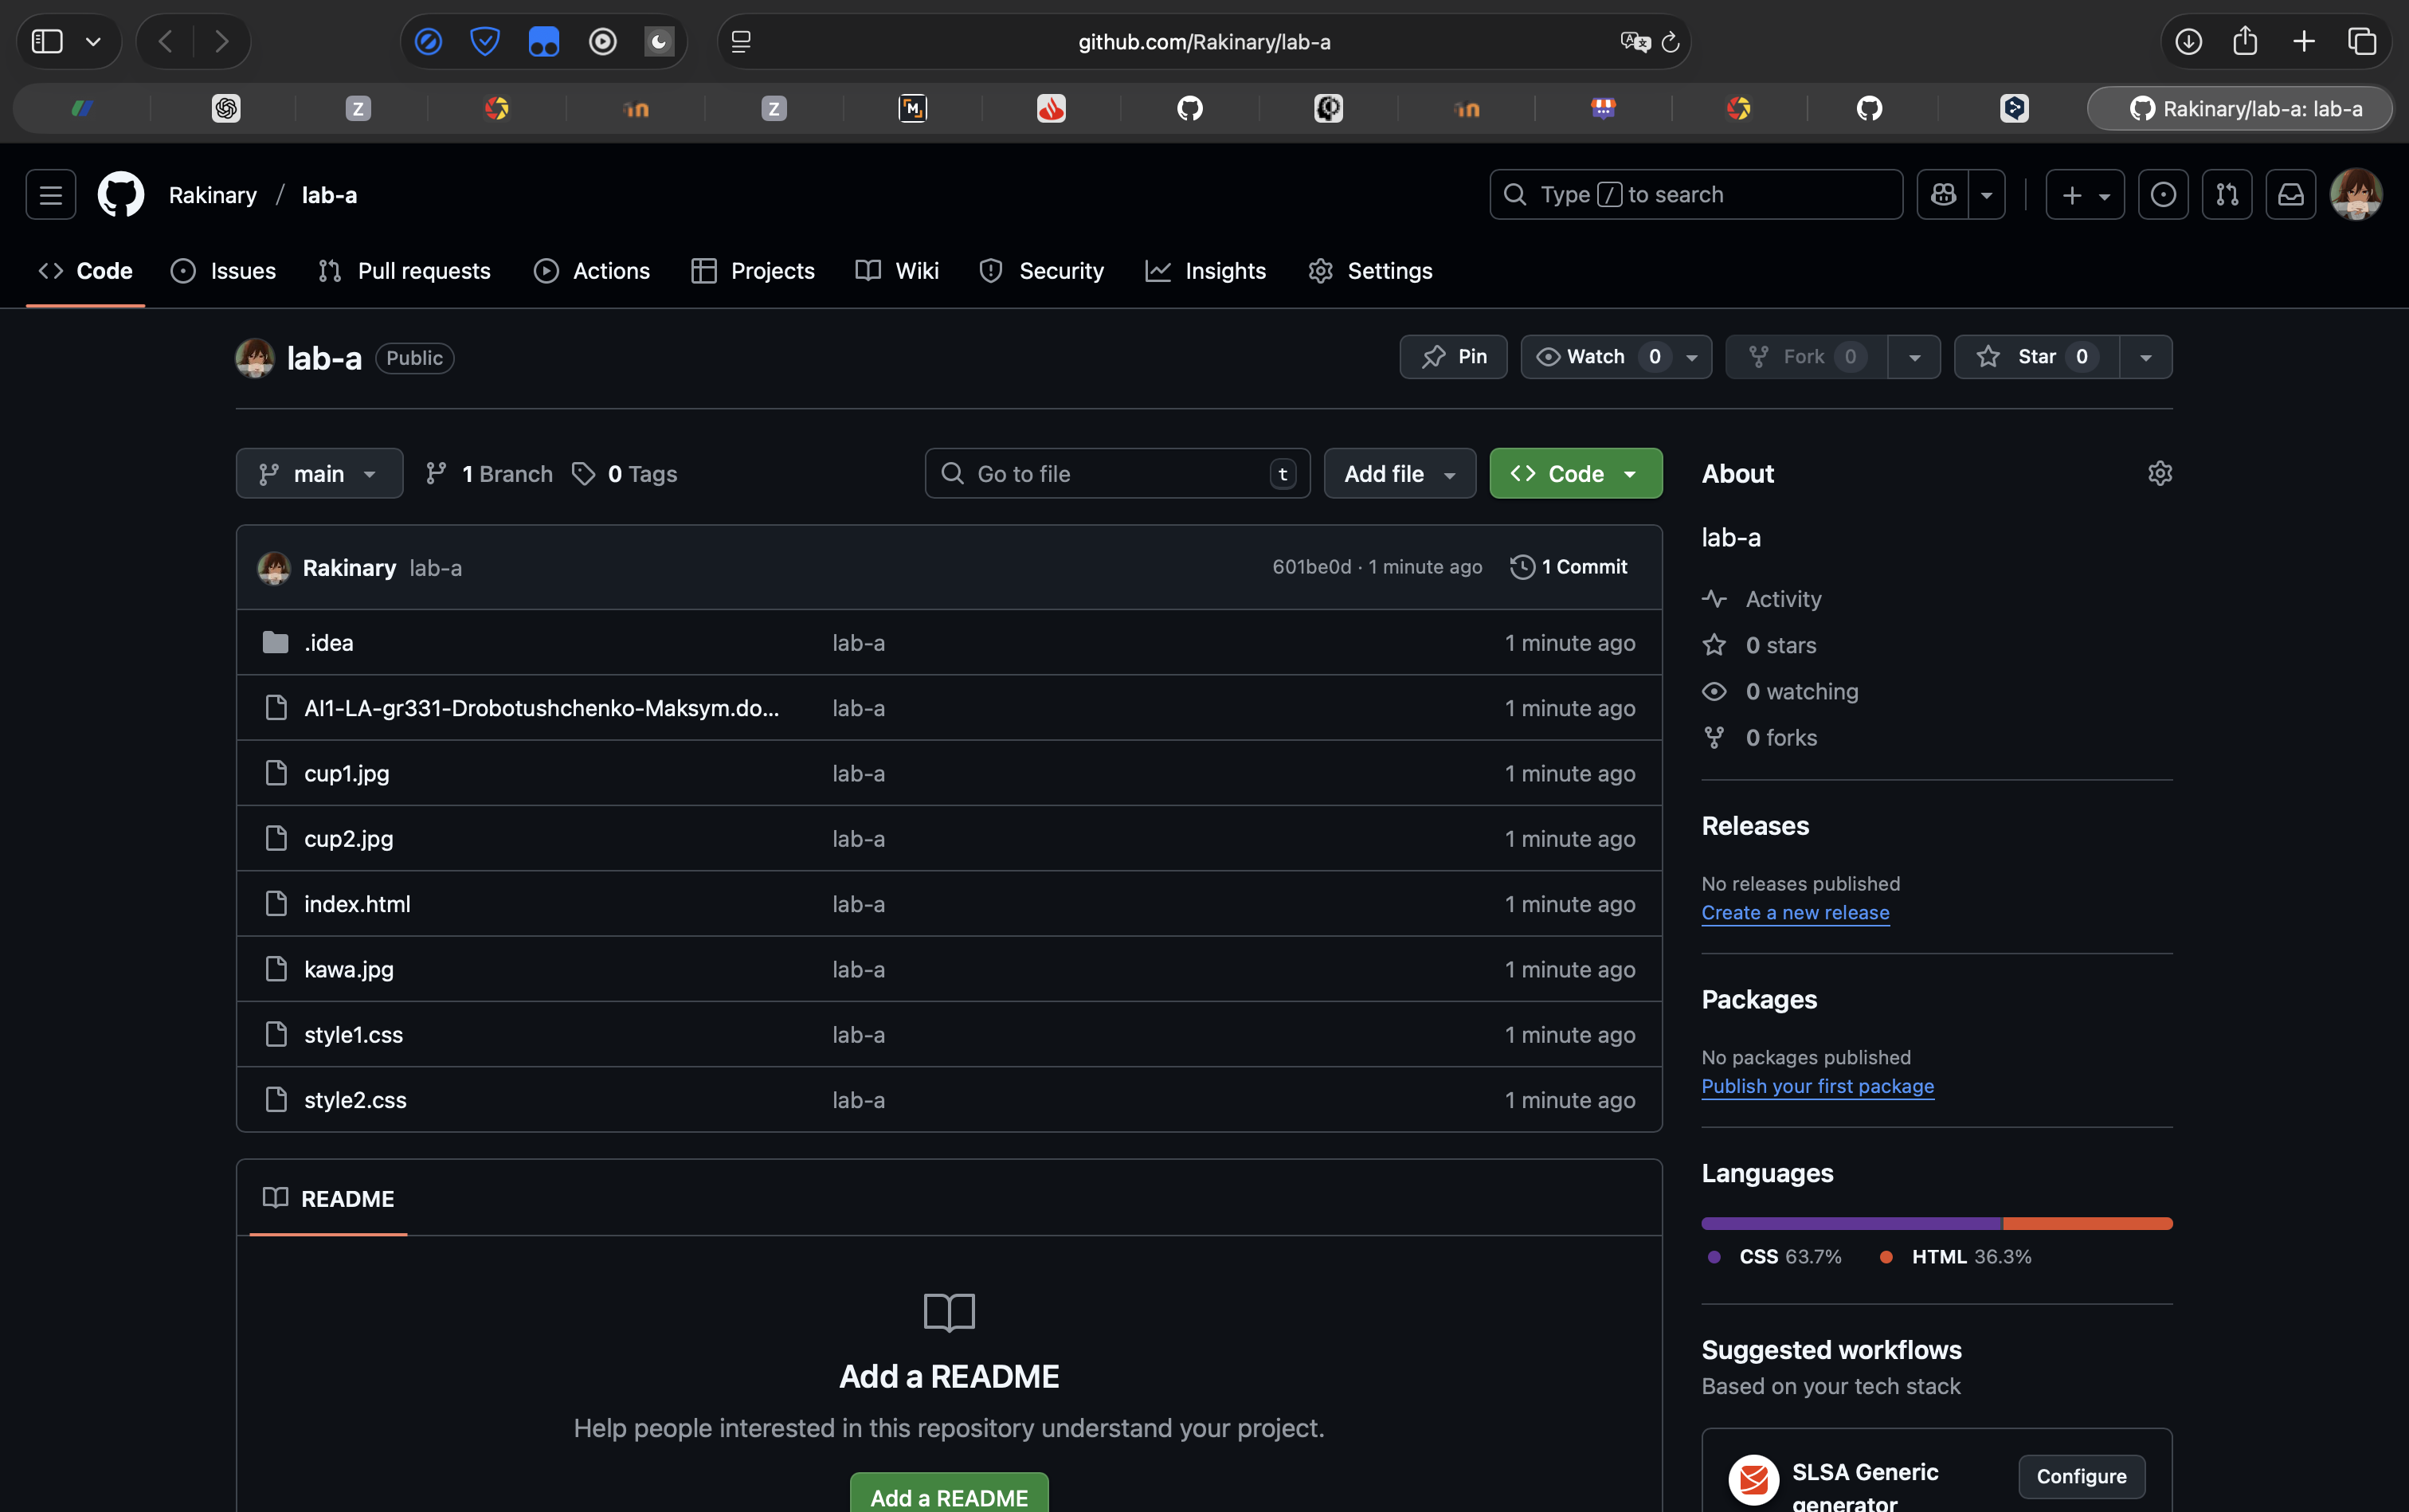 github.com/Rakinary/lab-a
Rakinary/lab-a: lab-a
Rakinary / lab-a
Type / to search
Code Issues Pull requests Actions Projects Wiki Security Insights Settings
lab-a Public
Pin Watch 0 Fork 0 Star 0
main 1 Branch 0 Tags Go to file t Add file Code
Rakinary lab-a 601be0d · 1 minute ago 1 Commit
.idea lab-a 1 minute ago
AI1-LA-gr331-Drobotushchenko-Maksym.do... lab-a 1 minute ago
cup1.jpg lab-a 1 minute ago
cup2.jpg lab-a 1 minute ago
index.html lab-a 1 minute ago
kawa.jpg lab-a 1 minute ago
style1.css lab-a 1 minute ago
style2.css lab-a 1 minute ago
README
Add a README
Help people interested in this repository understand your project.
Add a README
About
lab-a
Activity
0 stars
0 watching
0 forks
Releases
No releases published
Create a new release
Packages
No packages published
Publish your first package
Languages
CSS 63.7% HTML 36.3%
Suggested workflows
Based on your tech stack
SLSA Generic
generator
Configure